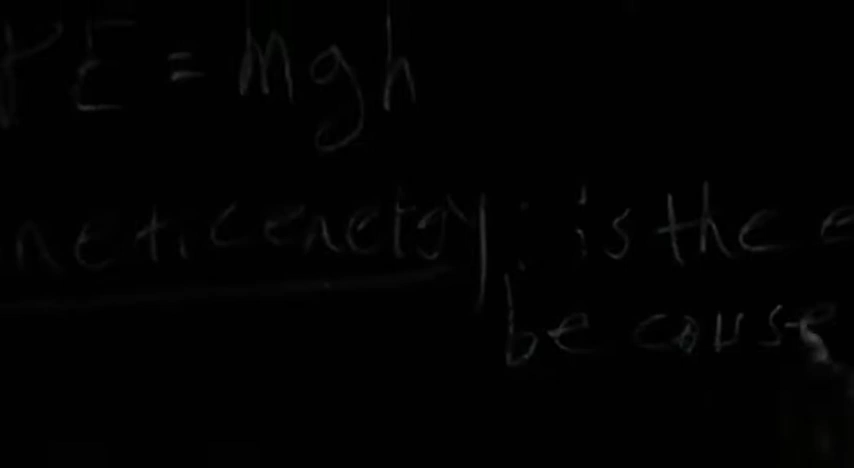 PE = mgh
netic energy : is the e
because